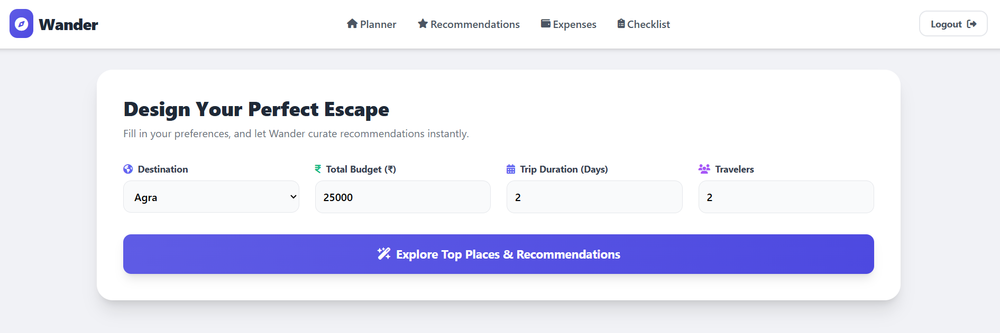 Wander
Planner
Recommendations
Expenses
Checklist
Logout
Design Your Perfect Escape
Fill in your preferences, and let Wander curate recommendations instantly.
Destination
₹ Total Budget (₹)
Trip Duration (Days)
Travelers
Agra
25000
2
2
Explore Top Places & Recommendations